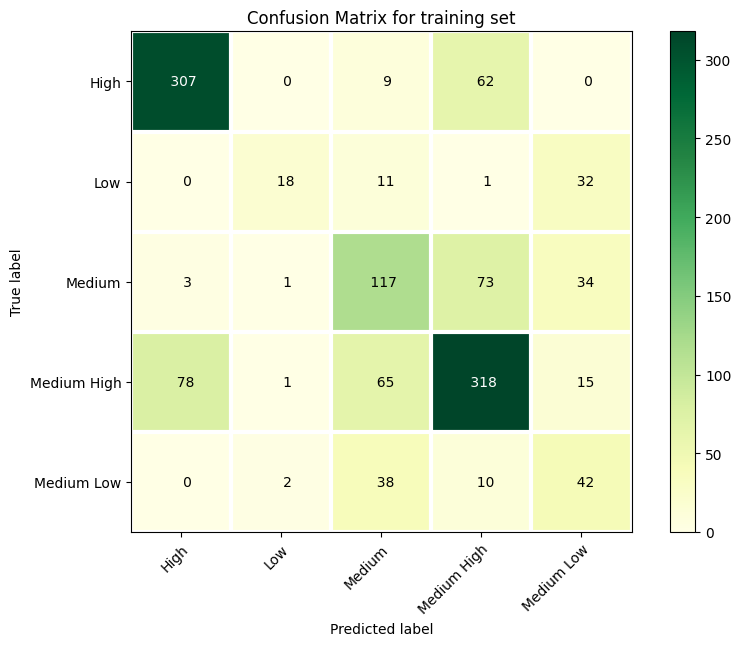 Confusion Matrix for training set
High 307 0 9 62 0
Low 0 18 11 1 32
Medium 3 1 117 73 34
Medium High 78 1 65 318 15
Medium Low 0 2 38 10 42
High Low Medium Medium High Medium Low
Predicted label
True label
300
250
200
150
100
50
0